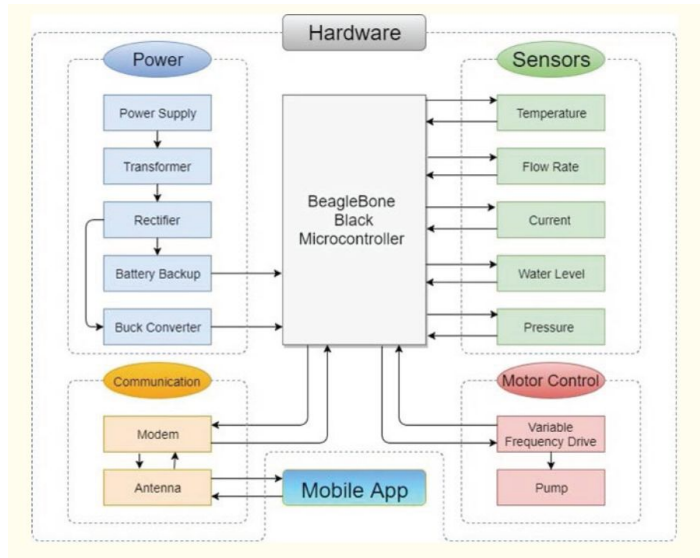 Hardware
Power
Power Supply
Transformer
Rectifier
Battery Backup
Buck Converter
BeagleBone
Black
Microcontroller
Sensors
Temperature
Flow Rate
Current
Water Level
Pressure
Communication
Modem
Antenna
Mobile App
Motor Control
Variable
Frequency Drive
Pump